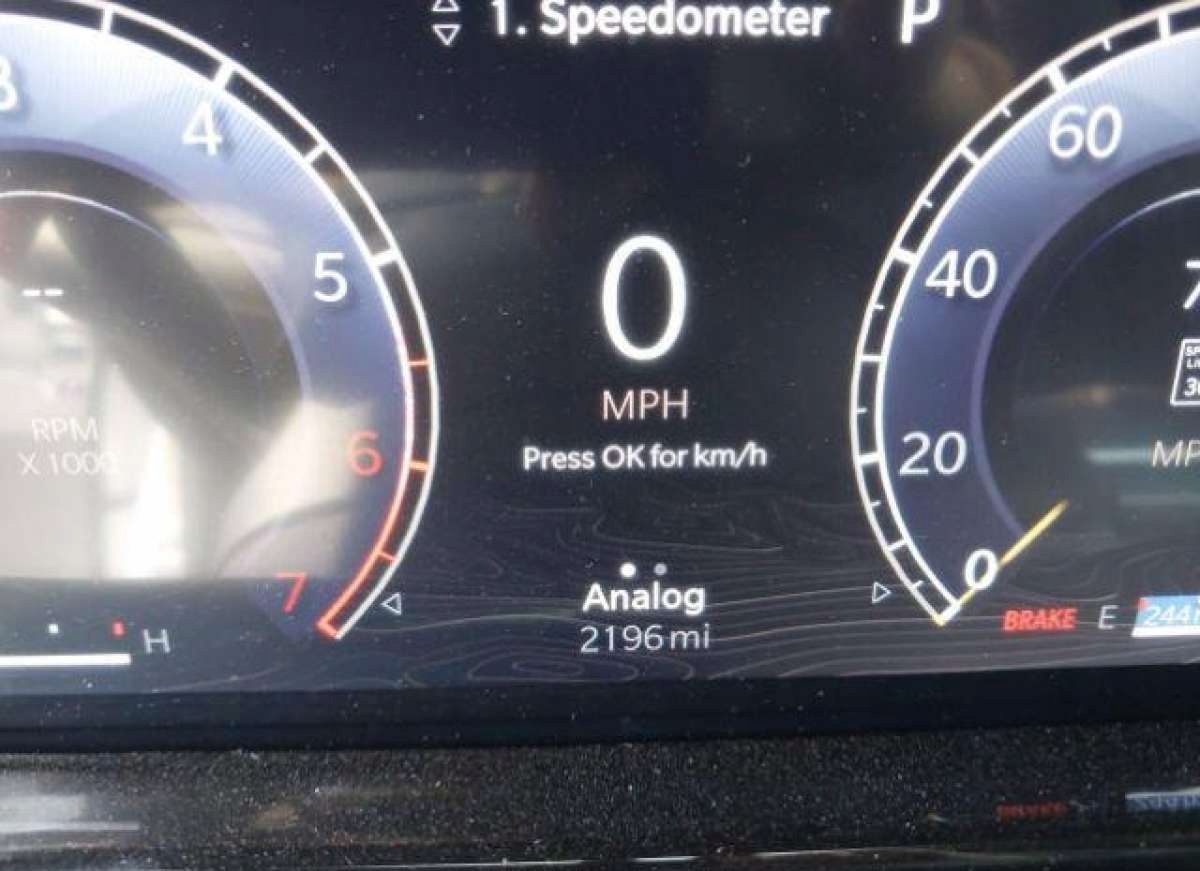 1. Speedometer
P
4
5
6
7
RPM
X 1000
H
0
MPH
Press OK for km/h
Analog
2196 mi
60
40
20
0
BRAKE
E